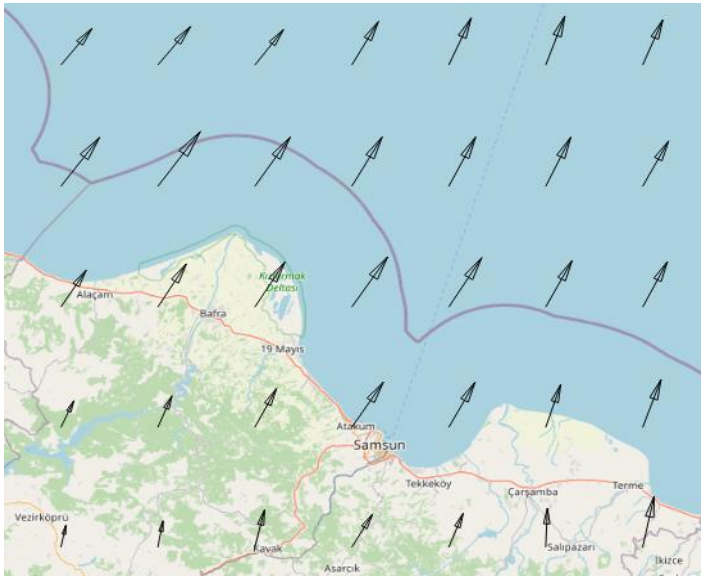 Kızılırmak
Deltası
Alaçam
Bafra
19 Mayıs
Atakum
Samsun
Tekkeköy
Çarşamba
Terme
Vezirköprü
Kavak
Salıpazarı
Asarcık
İkizce